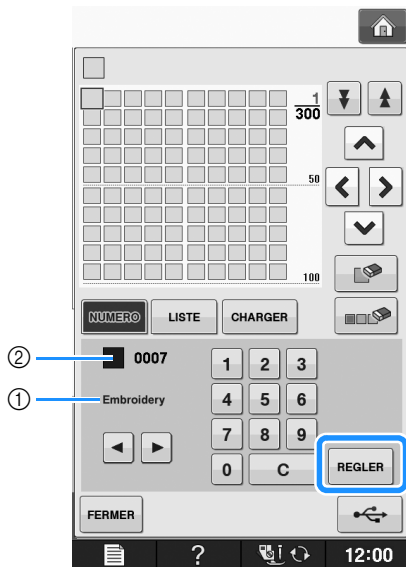 1
300
50
100
NUMERO LISTE CHARGER
② 0007
1 2 3
① Embroidery
4 5 6
7 8 9
0 C REGLER
FERMER
? 12:00